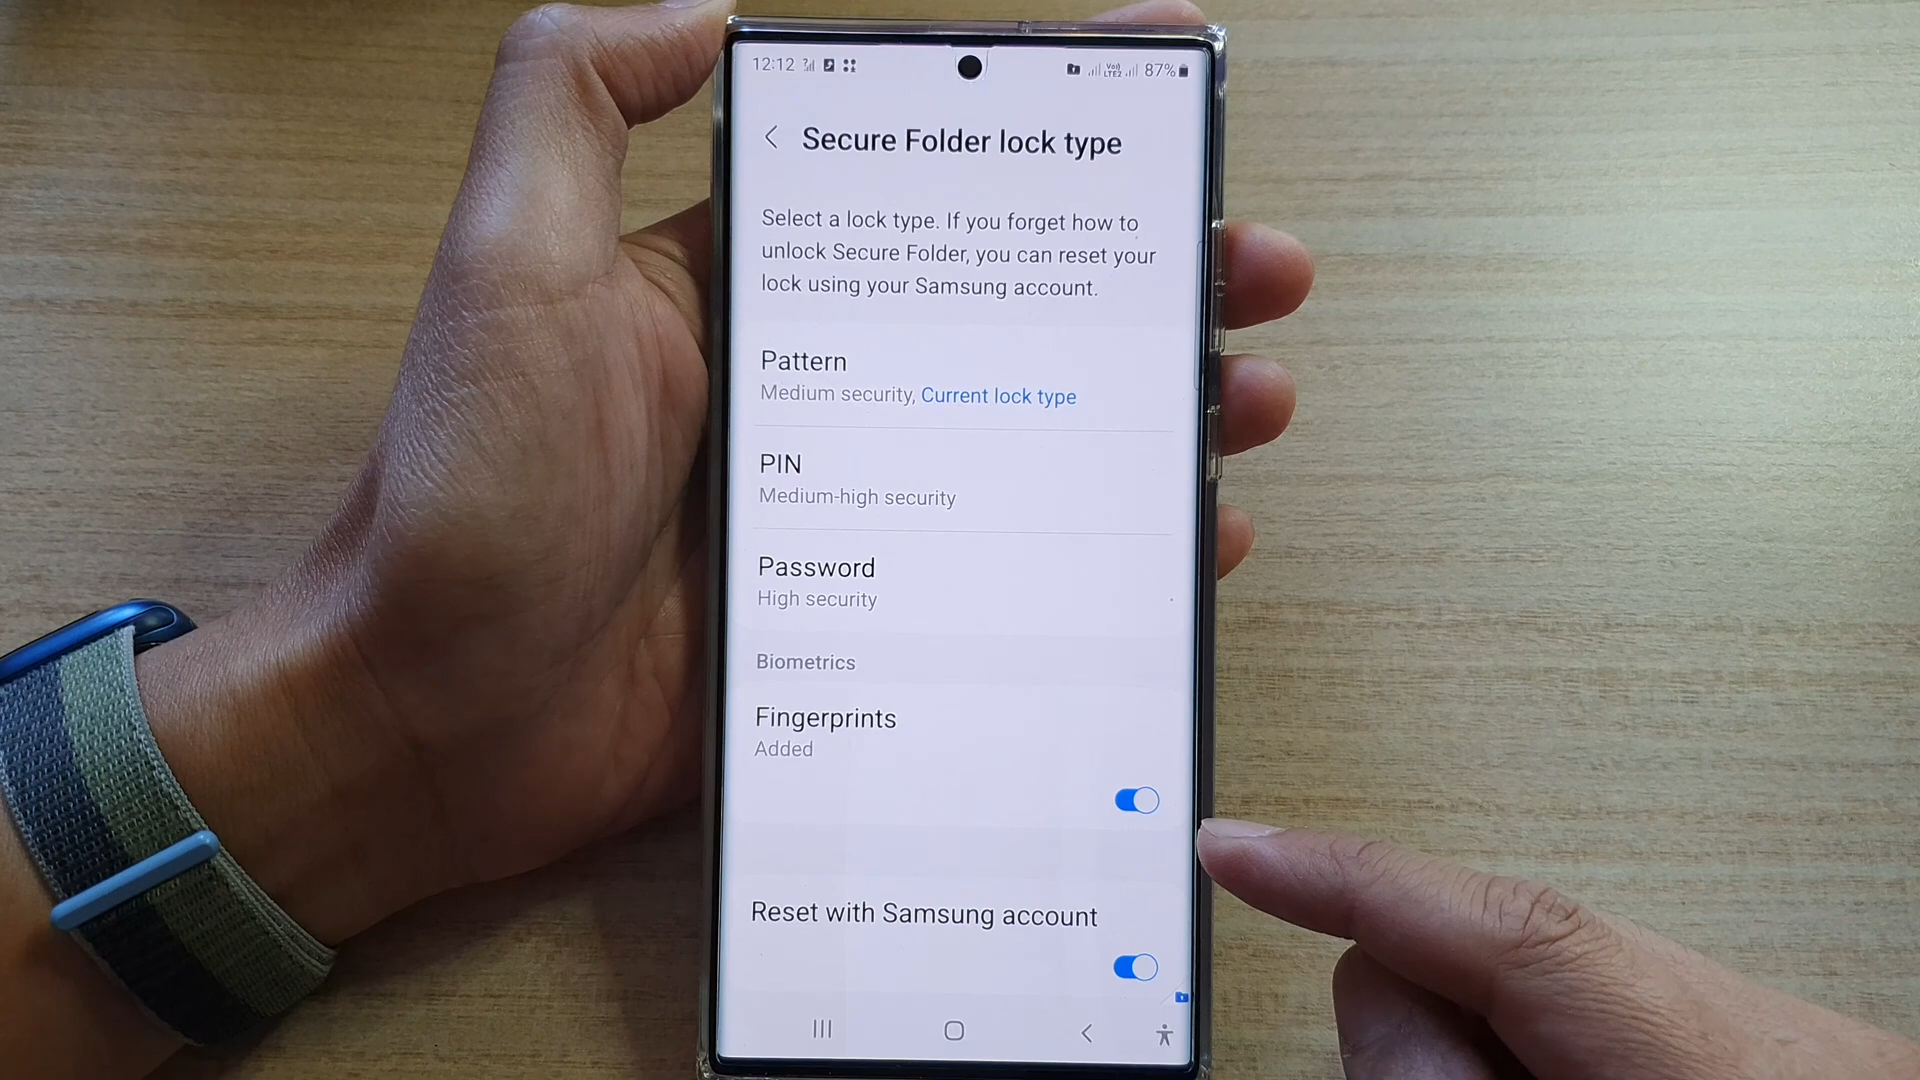 12:12 87%
Secure Folder lock type
Select a lock type. If you forget how to
unlock Secure Folder, you can reset your
lock using your Samsung account.
Pattern
Medium security, Current lock type
PIN
Medium-high security
Password
High security
Biometrics
Fingerprints
Added
Reset with Samsung account